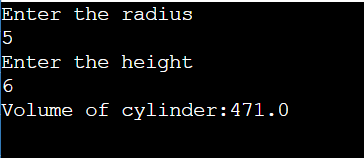 Enter the radius
5
Enter the height
6
Volume of cylinder:471.0